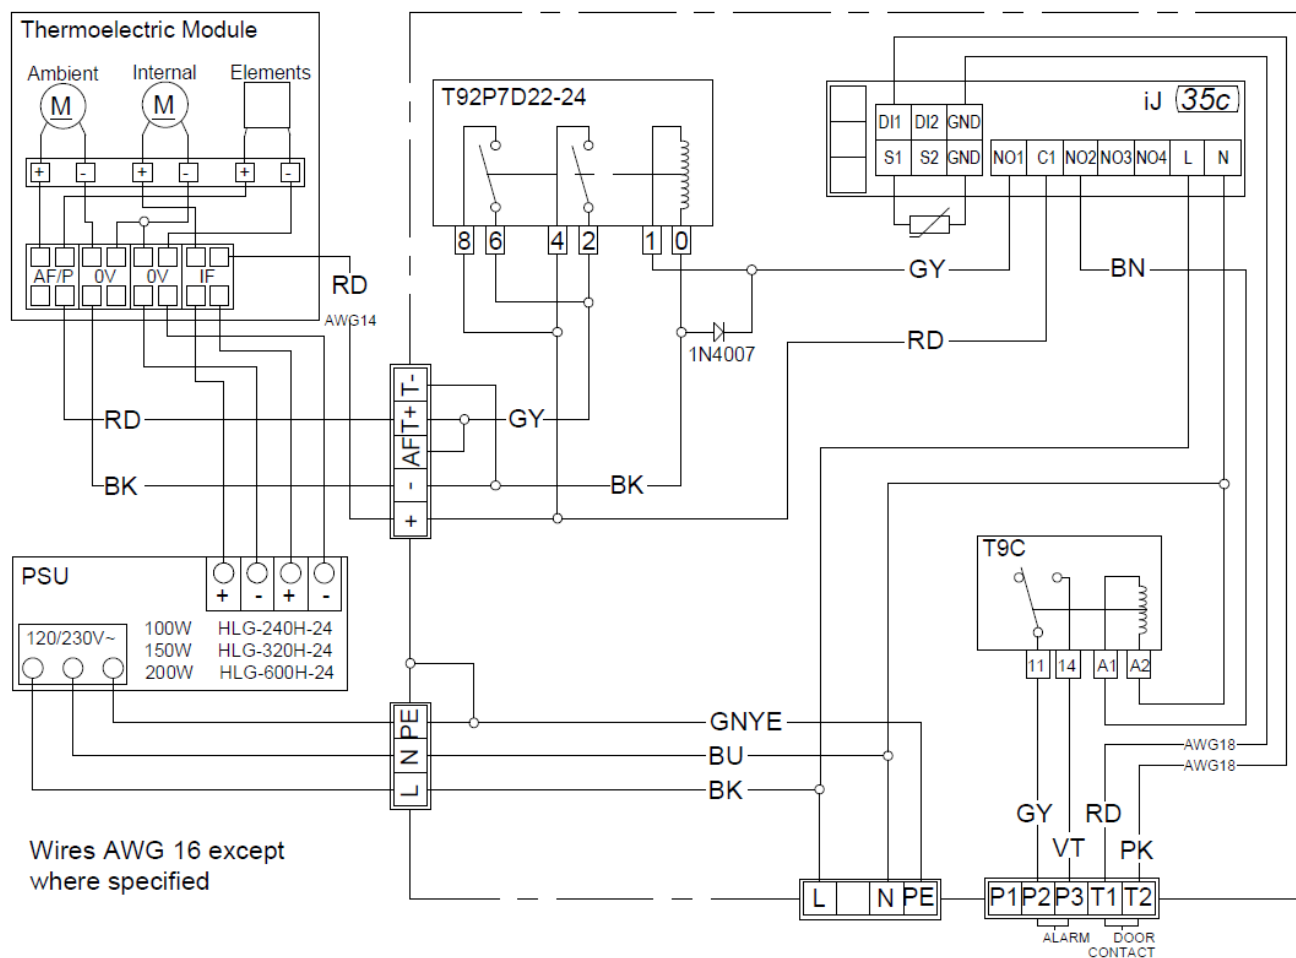 Thermoelectric Module
Ambient
Internal
Elements
M
M
+
-
+
-
+
-
AF/P
0V
0V
IF
RD
AWG14
T92P7D22-24
8
6
4
2
1
0
1N4007
iJ 35c
DI1
DI2
GND
S1
S2
GND
NO1
C1
NO2
NO3
NO4
L
N
GY
BN
RD
T-
T+
AF
-
+
RD
GY
BK
BK
PSU
+
-
+
-
120/230V~
100W HLG-240H-24
150W HLG-320H-24
200W HLG-600H-24
T9C
11
14
A1
A2
PE
N
L
GNYE
BU
BK
AWG18
AWG18
GY
RD
VT
PK
Wires AWG 16 except
where specified
L
N
PE
P1
P2
P3
T1
T2
ALARM
DOOR
CONTACT